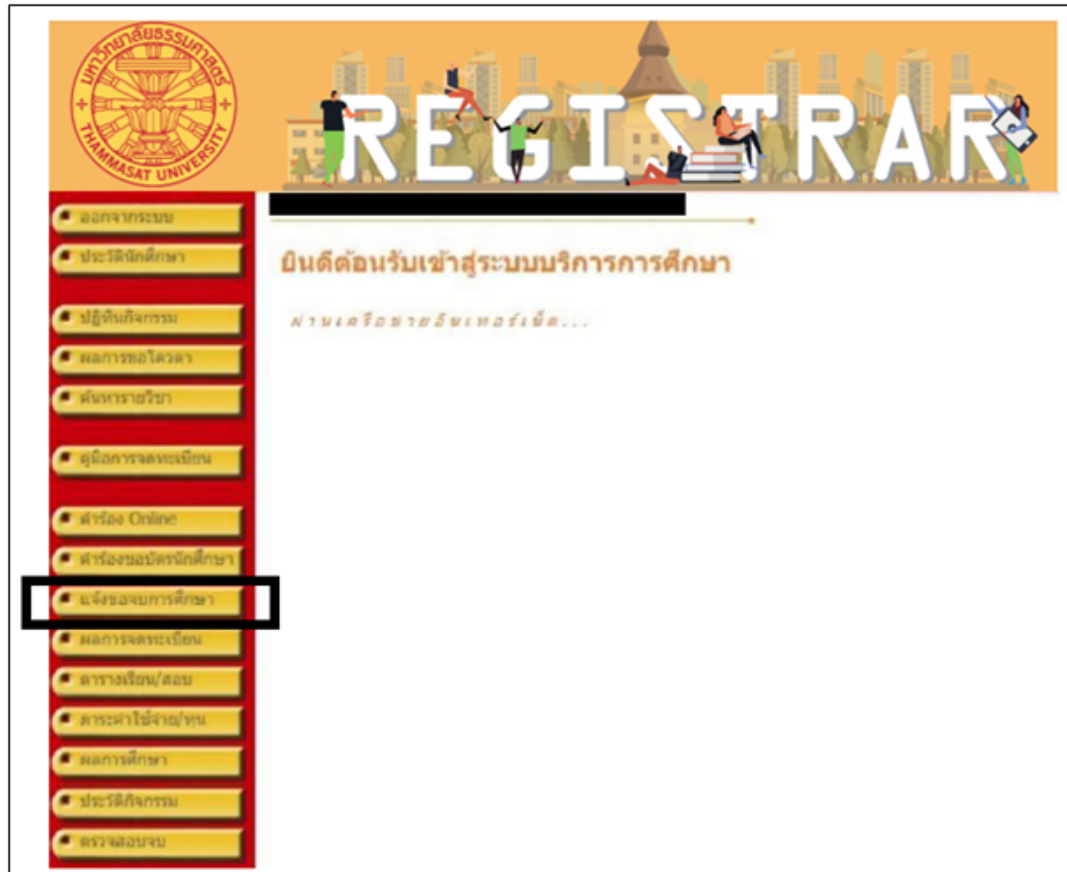 มหาวิทยาลัยธรรมศาสตร์
THAMMASAT UNIVERSITY
REGISTRAR
ออกจากระบบ
ประวัตินักศึกษา
ปฏิทินกิจกรรม
ผลการขอโควตา
ค้นหารายวิชา
คู่มือการจดทะเบียน
คำร้อง Online
คำร้องขอบัตรนักศึกษา
แจ้งขอจบการศึกษา
ผลการจดทะเบียน
ตารางเรียน/สอบ
ภาระค่าใช้จ่าย/ทุน
ผลการศึกษา
ประวัติกิจกรรม
ตรวจสอบจบ
ยินดีต้อนรับเข้าสู่ระบบบริการการศึกษา
ผ่านเครือข่ายอินเทอร์เน็ต...